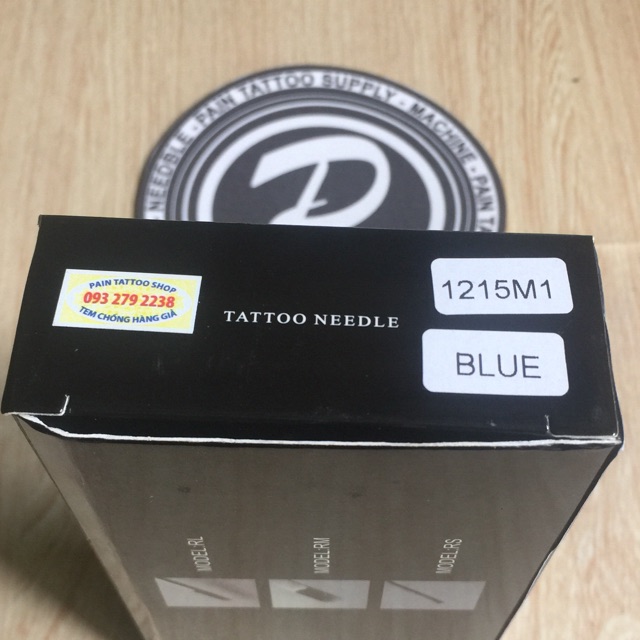 NEEDBLE - PAIN TATTOO SUPPLY - MACHINE - PAIN TA
PAIN TATTOO SHOP
093 279 2238
TEM CHỐNG HÀNG GIẢ
TATTOO NEEDLE
1215M1
BLUE
MODEL:RL
MODEL:RM
MODEL:RS